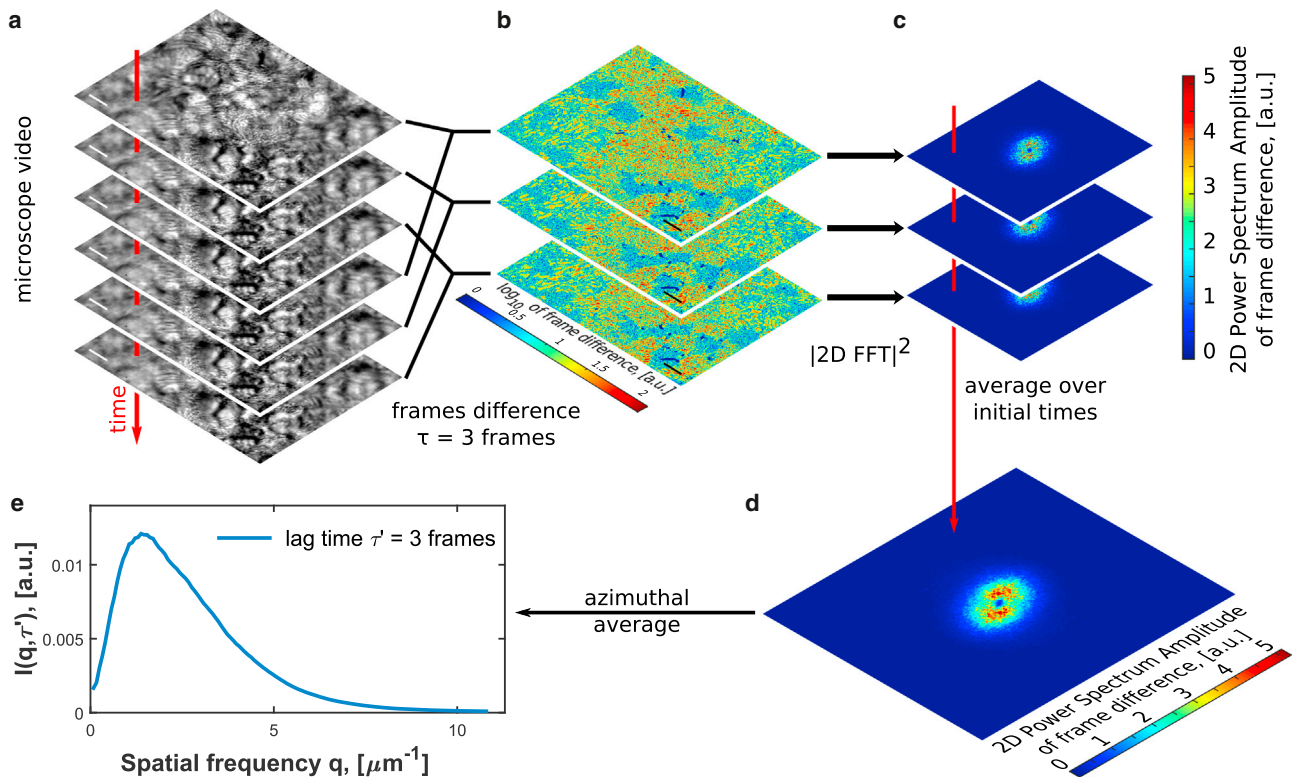 a
b
c
microscope video
time
frames difference
τ = 3 frames
log10 of frame difference, [a.u.]
0
0.5
1
1.5
2
|2D FFT|²
average over
initial times
2D Power Spectrum Amplitude
of frame difference, [a.u.]
5
4
3
2
1
0
d
2D Power Spectrum Amplitude
of frame difference, [a.u.]
0
1
2
3
4
5
azimuthal
average
e
lag time τ' = 3 frames
I(q,τ'), [a.u.]
0.01
0.005
0
0
5
10
Spatial frequency q, [μm⁻¹]